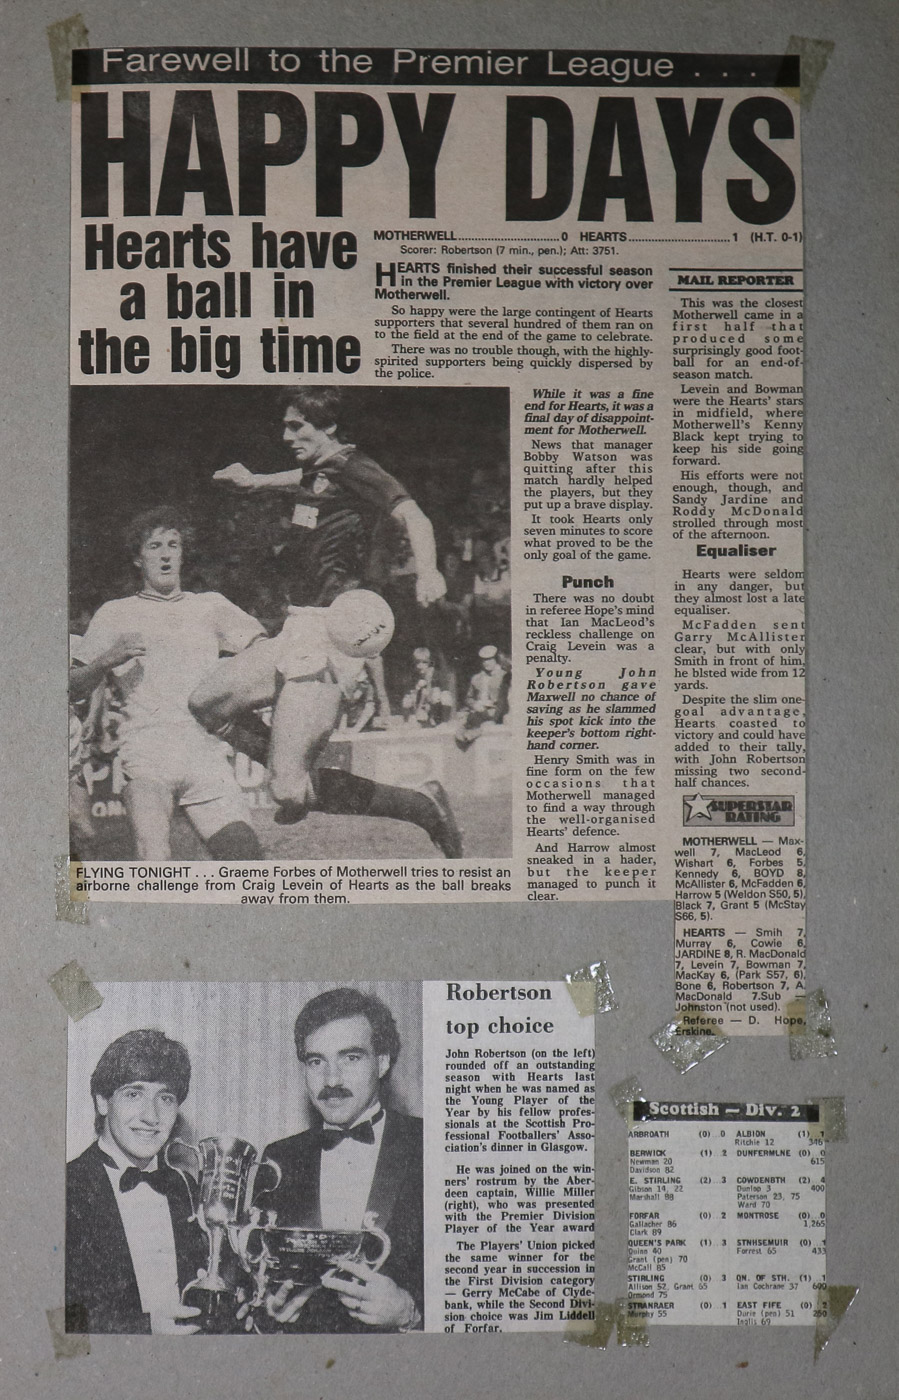 Farewell to the Premier League . . .
HAPPY DAYS
Hearts have
a ball in
the big time
MOTHERWELL..............................0 HEARTS..............................1 (H.T. 0-1)
Scorer: Robertson (7 min., pen.); Att: 3751.
HEARTS finished their successful season
in the Premier League with victory over
Motherwell.
So happy were the large contingent of Hearts
supporters that several hundred of them ran on
to the field at the end of the game to celebrate.
There was no trouble though, with the highly-
spirited supporters being quickly dispersed by
the police.
While it was a fine
end for Hearts, it was a
final day of disappoint-
ment for Motherwell.
News that manager
Bobby Watson was
quitting after this
match hardly helped
the players, but they
put up a brave display.
It took Hearts only
seven minutes to score
what proved to be the
only goal of the game.
Punch
There was no doubt
in referee Hope's mind
that Ian MacLeod's
reckless challenge on
Craig Levein was a
penalty.
Young John
Robertson gave
Maxwell no chance of
saving as he slammed
his spot kick into the
keeper's bottom right-
hand corner.
Henry Smith was in
fine form on the few
occasions that
Motherwell managed
to find a way through
the well-organised
Hearts' defence.
And Harrow almost
sneaked in a hader,
but the keeper
managed to punch it
clear.
MAIL REPORTER
This was the closest
Motherwell came in a
first half that
produced some
surprisingly good foot-
ball for an end-of-
season match.
Levein and Bowman
were the Hearts' stars
in midfield, where
Motherwell's Kenny
Black kept trying to
keep his side going
forward.
His efforts were not
enough, though, and
Sandy Jardine and
Roddy McDonald
strolled through most
of the afternoon.
Equaliser
Hearts were seldom
in any danger, but
they almost lost a late
equaliser.
McFadden sent
Garry McAllister
clear, but with only
Smith in front of him,
he blsted wide from 12
yards.
Despite the slim one-
goal advantage,
Hearts coasted to
victory and could have
added to their tally,
with John Robertson
missing two second-
half chances.
SUPERSTAR
RATING
MOTHERWELL — Max-
well 7, MacLeod 6,
Wishart 6, Forbes 5,
Kennedy 6, BOYD 8,
McAllister 6, McFadden 6,
Harrow 5 (Weldon S50, 5),
Black 7, Grant 5 (McStay
S66, 5).
HEARTS — Smih 7,
Murray 6, Cowie 6,
JARDINE 8, R. MacDonald
7, Levein 7, Bowman 7,
MacKay 6, (Park S57, 6),
Bone 6, Robertson 7, A.
MacDonald 7.Sub —
Johnston (not used).
Referee — D. Hope,
Erskine.
FLYING TONIGHT . . . Graeme Forbes of Motherwell tries to resist an
airborne challenge from Craig Levein of Hearts as the ball breaks
away from them.
Robertson
top choice
John Robertson (on the left)
rounded off an outstanding
season with Hearts last
night when he was named as
the Young Player of the
Year by his fellow profes-
sionals at the Scottish Pro-
fessional Footballers' Asso-
ciation's dinner in Glasgow.
He was joined on the win-
ners' rostrum by the Aber-
deen captain, Willie Miller
(right), who was presented
with the Premier Division
Player of the Year award
The Players' Union picked
the same winner for the
second year in succession in
the First Division category
— Gerry McCabe of Clyde-
bank, while the Second Divi-
sion choice was Jim Liddell
of Forfar.
Scottish — Div. 2
ARBROATH (0) 0 ALBION (1) 1
Ritchie 12 346
BERWICK (1) 2 DUNFERMLNE (0) 0
Newman 20 615
Davidson 82
E. STIRLING (2) 3 COWDENBTH (2) 4
Gibson 14, 22 Dunlop 3 400
Marshall 88 Paterson 23, 75
Ward 70
FORFAR (0) 2 MONTROSE (0) 0
Gallacher 86 1,265
Clark 89
QUEEN'S PARK (1) 3 STNHSEMUIR (0) 1
Quinn 40 Forrest 65 433
Grant (pen) 70
McCall 85
STIRLING (0) 3 QN. OF STH. (1) 1
Allison 52, Grant 65 Ian Cochrane 37 600
Ormond 75
STRANRAER (0) 1 EAST FIFE (0) 2
Murphy 55 Durie (pen) 51 250
Inglis 69